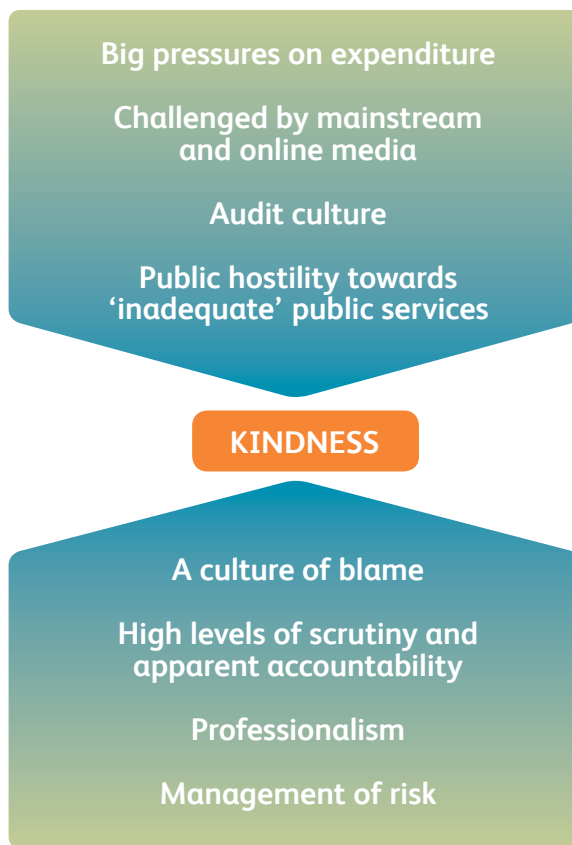 Big pressures on expenditure
Challenged by mainstream
and online media
Audit culture
Public hostility towards
‘inadequate’ public services
KINDNESS
A culture of blame
High levels of scrutiny and
apparent accountability
Professionalism
Management of risk